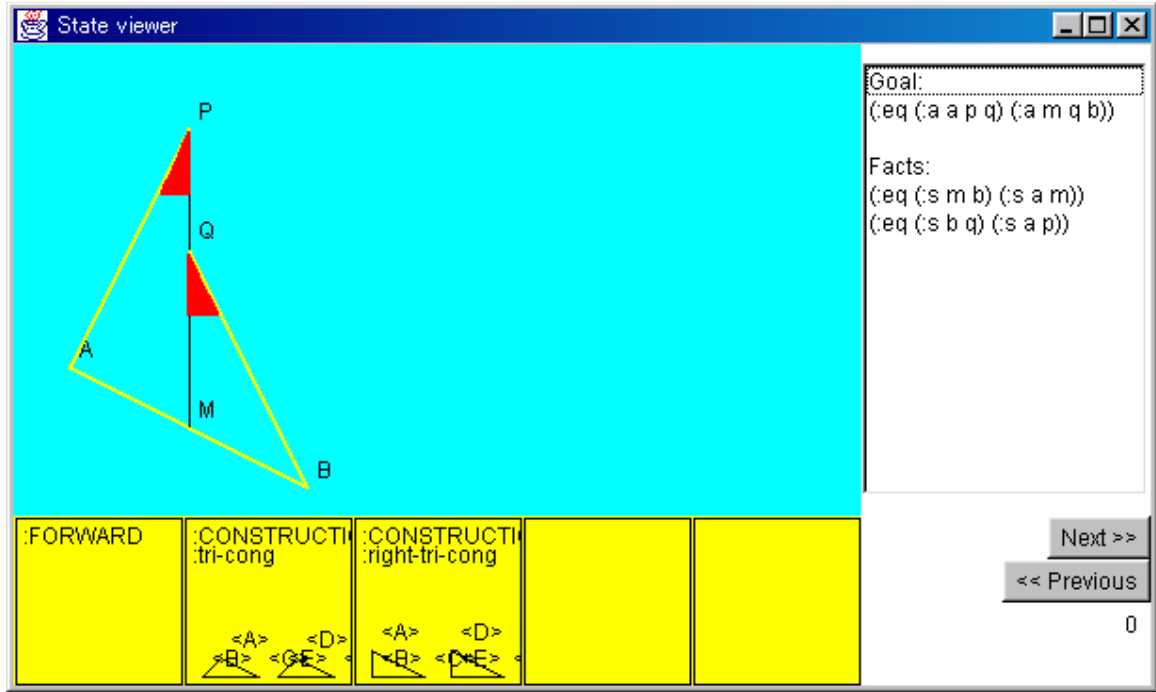 State viewer
P
Q
A
M
B
Goal:
(:eq (:a a p q) (:a m q b))
Facts:
(:eq (:s m b) (:s a m))
(:eq (:s b q) (:s a p))
:FORWARD
:CONSTRUCTI
:tri-cong
<A> <D>
<B>
:CONSTRUCTI
:right-tri-cong
<A> <D>
<B>
Next >>
<< Previous
0